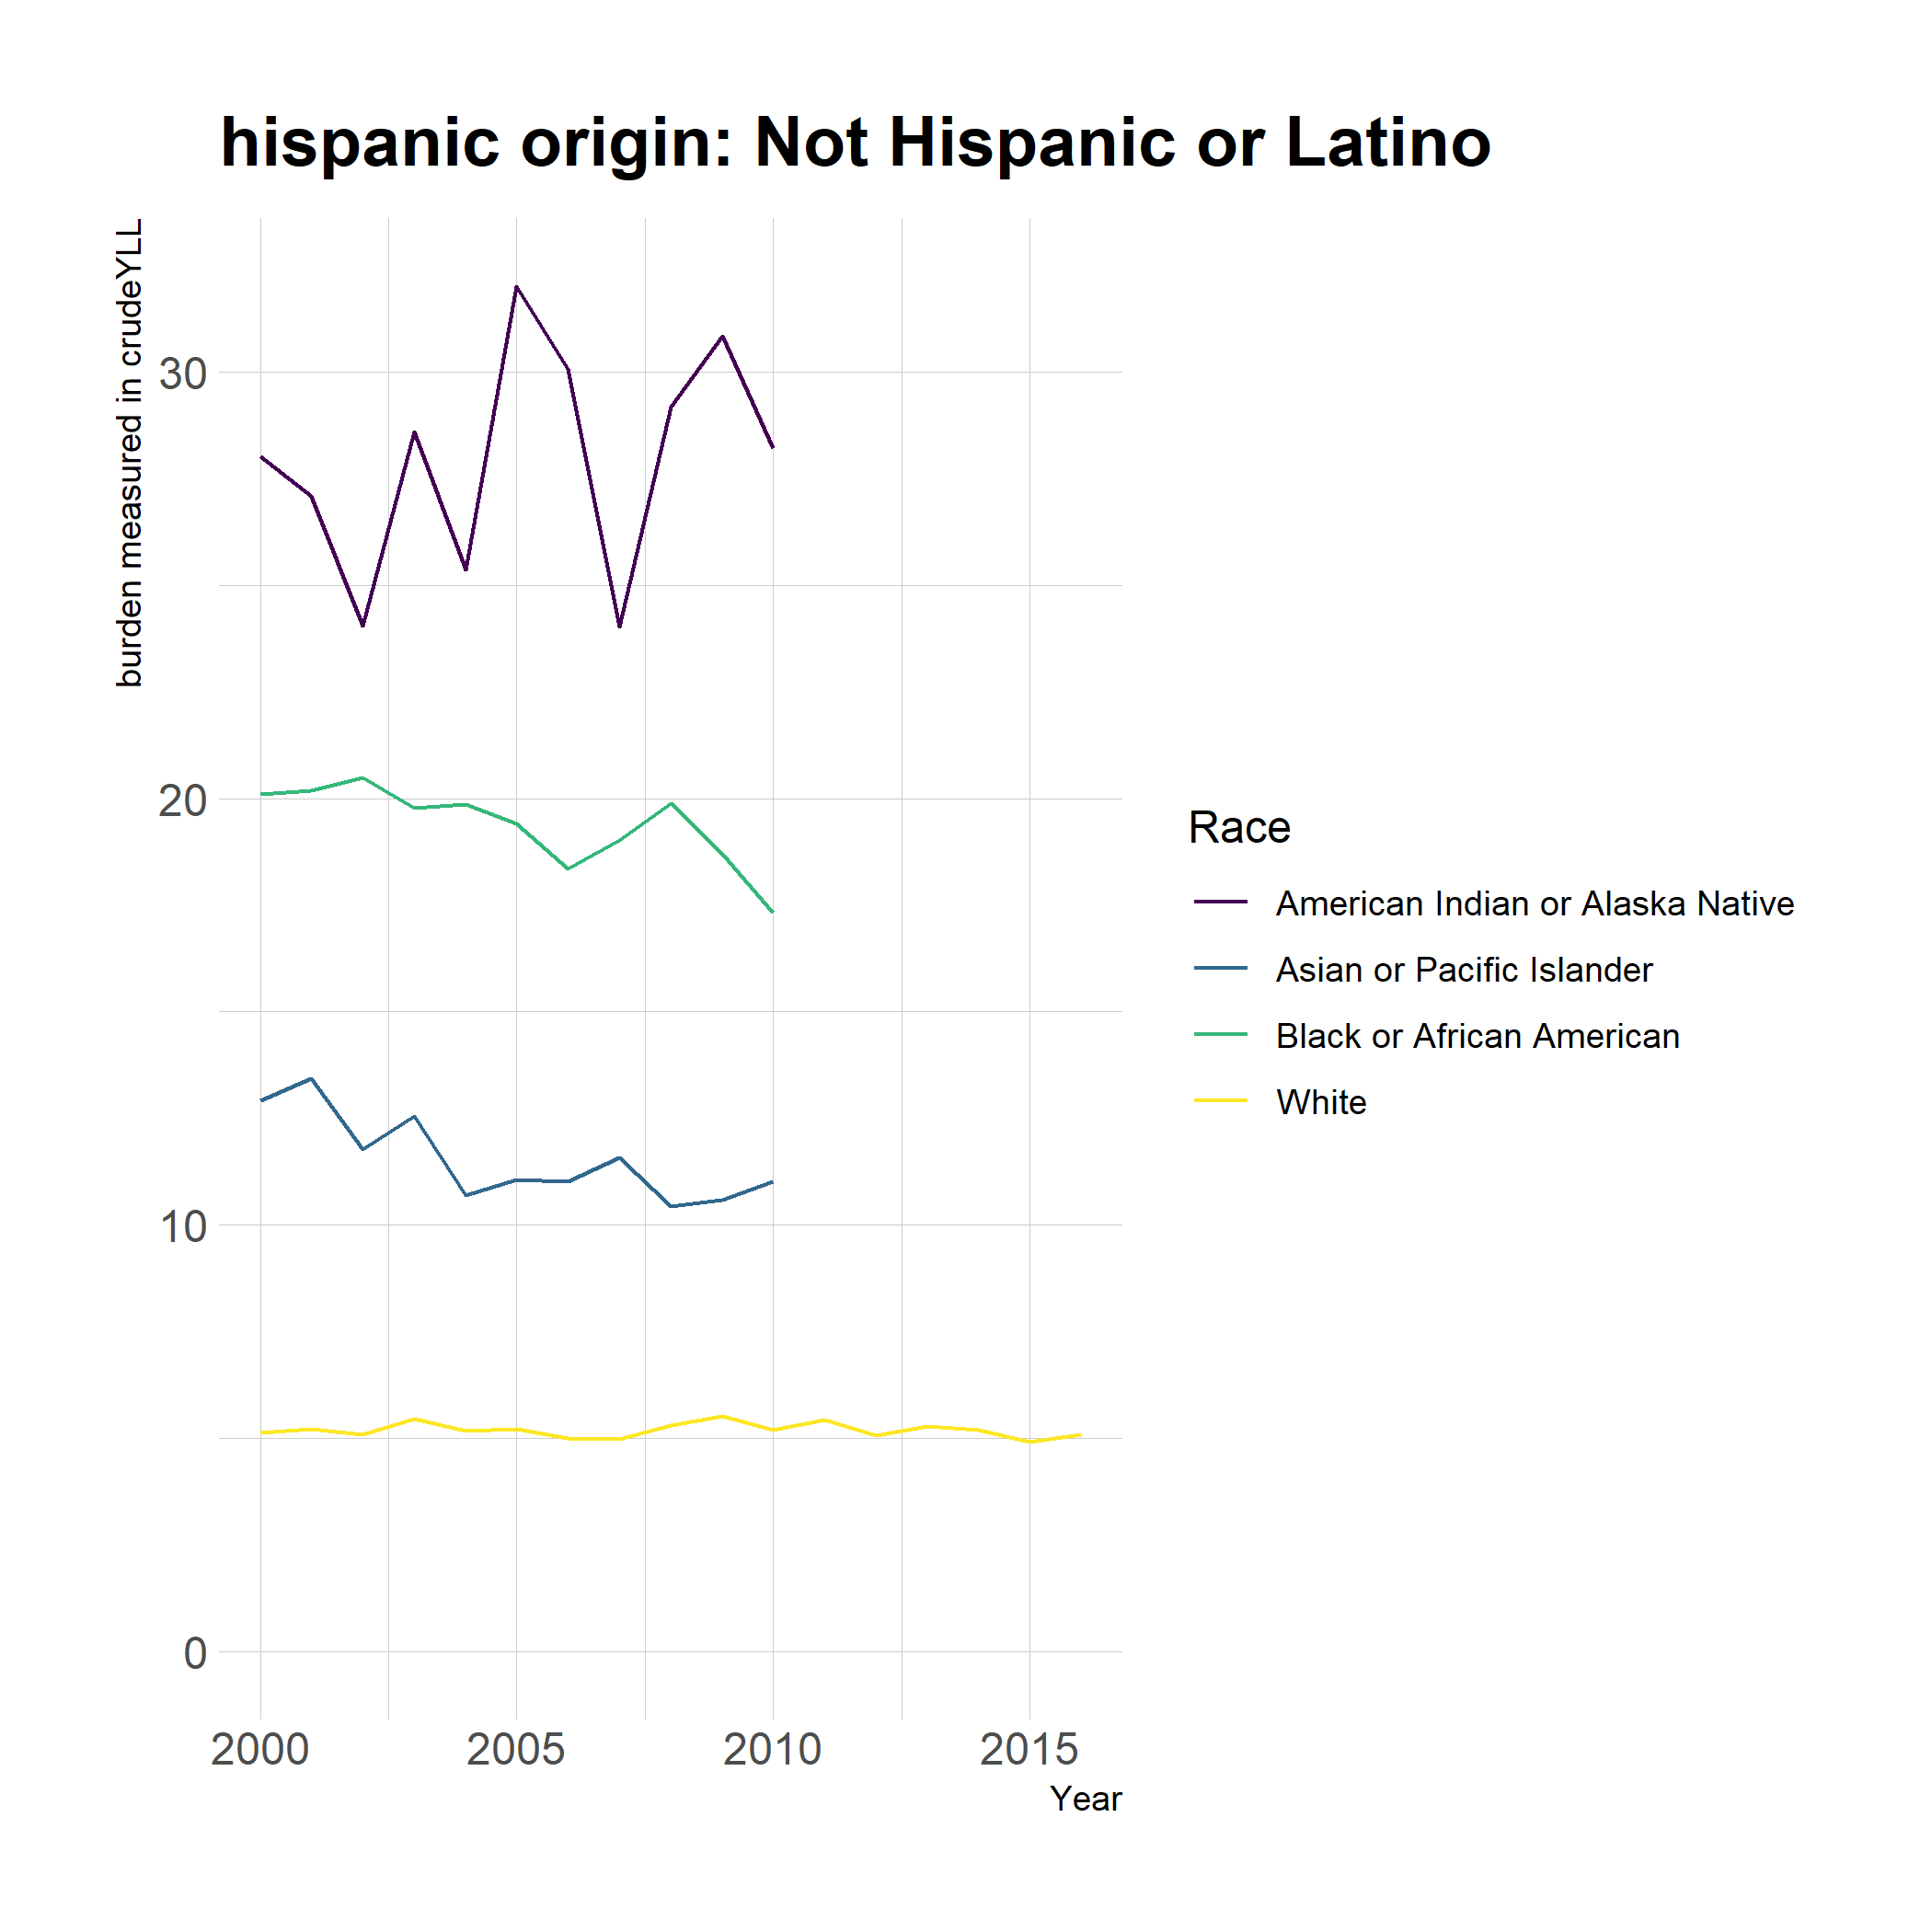 hispanic origin: Not Hispanic or Latino
burden measured in crudeYLL
30
20
10
0
2000 2005 2010 2015
Year
Race
American Indian or Alaska Native
Asian or Pacific Islander
Black or African American
White